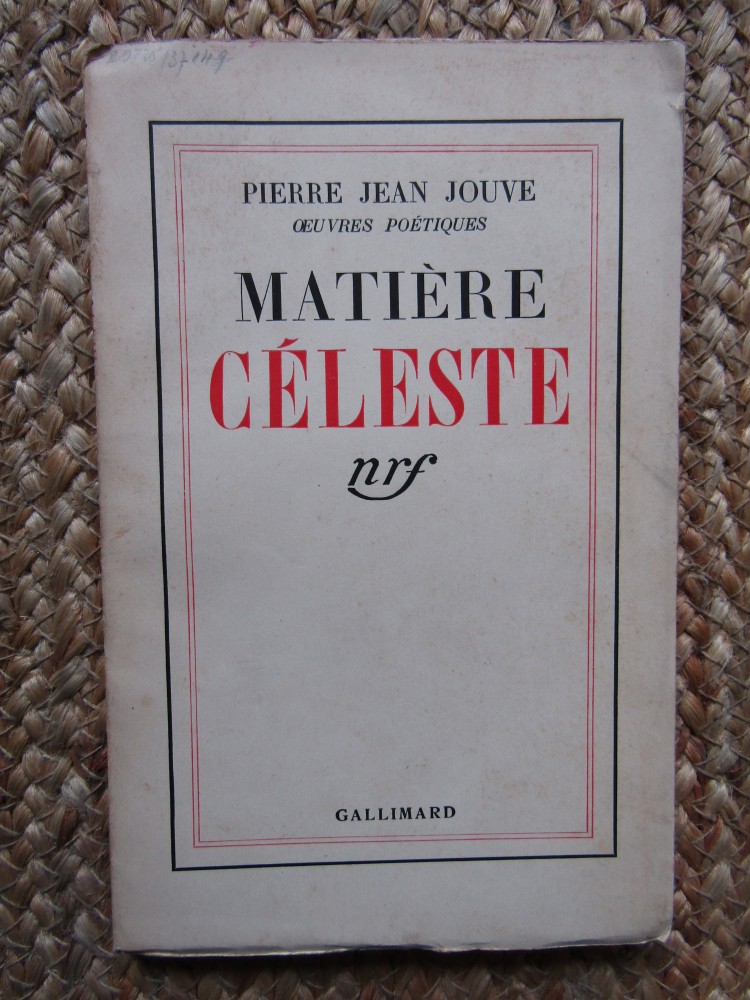 PIERRE JEAN JOUVE
ŒUVRES POÉTIQUES
MATIÈRE
CÉLESTE
nrf
GALLIMARD